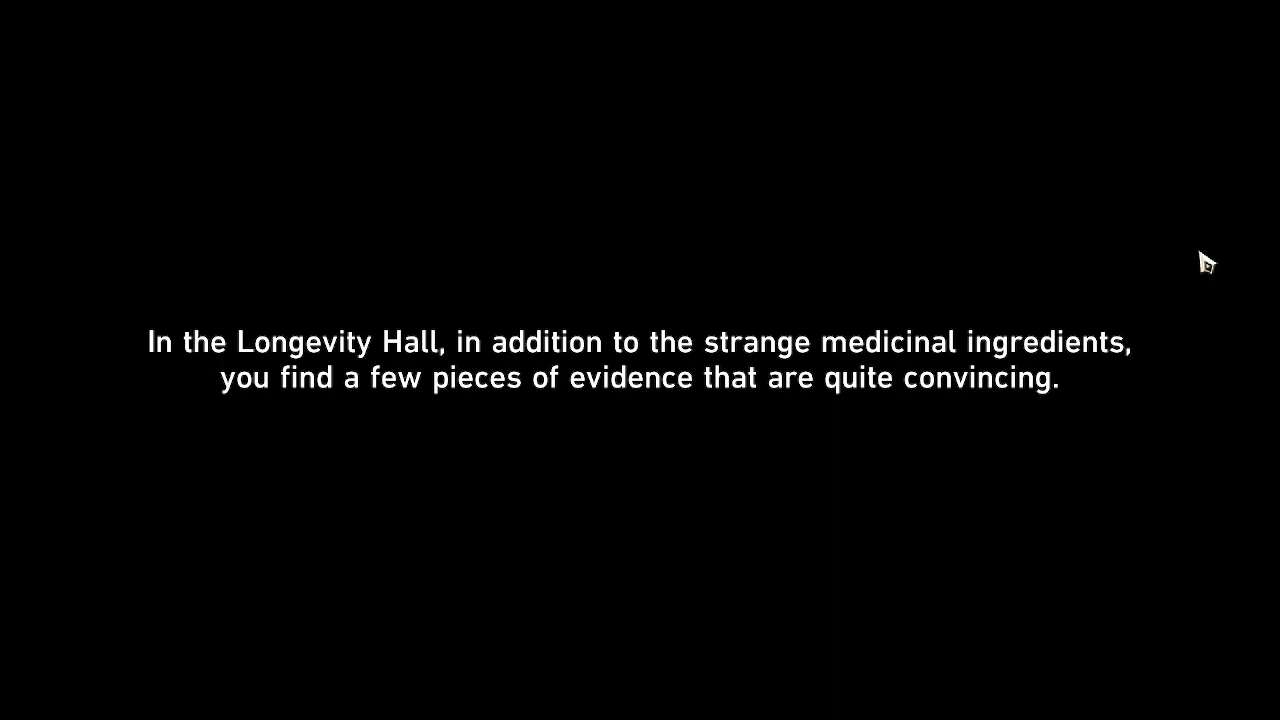 In the Longevity Hall, in addition to the strange medicinal ingredients,
you find a few pieces of evidence that are quite convincing.